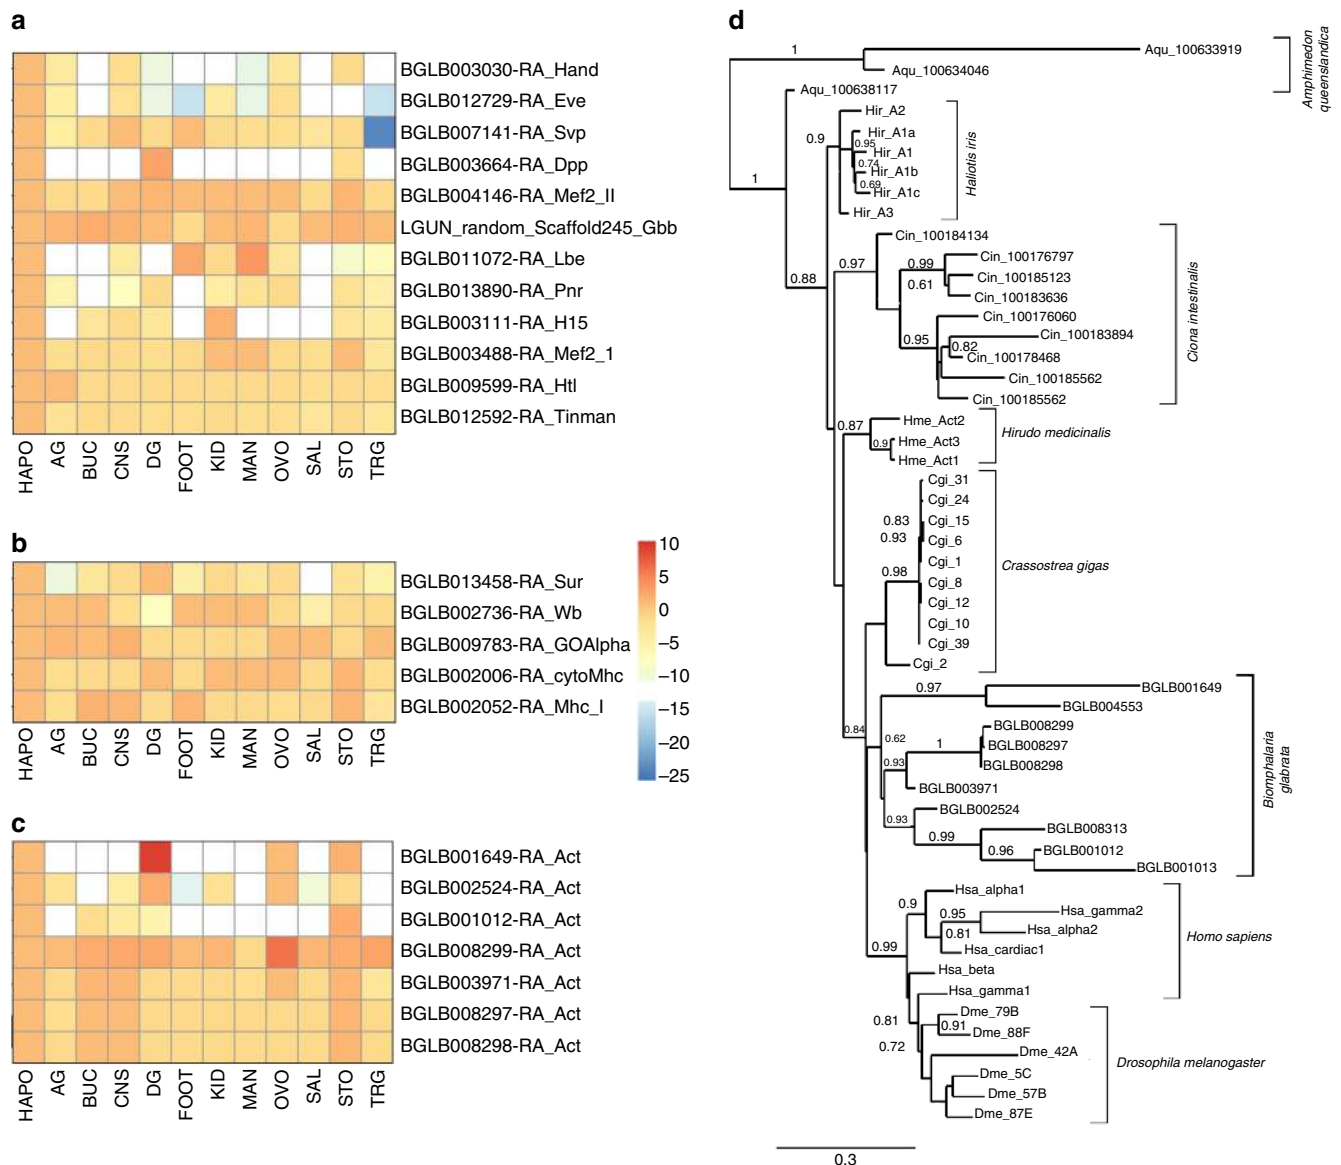 a
BGLB003030-RA_Hand
BGLB012729-RA_Eve
BGLB007141-RA_Svp
BGLB003664-RA_Dpp
BGLB004146-RA_Mef2_II
LGUN_random_Scaffold245_Gbb
BGLB011072-RA_Lbe
BGLB013890-RA_Pnr
BGLB003111-RA_H15
BGLB003488-RA_Mef2_1
BGLB009599-RA_Htl
BGLB012592-RA_Tinman
HAPO AG BUC CNS DG FOOT KID MAN OVO SAL STO TRG
b
BGLB013458-RA_Sur
BGLB002736-RA_Wb
BGLB009783-RA_GOAlpha
BGLB002006-RA_cytoMhc
BGLB002052-RA_Mhc_I
HAPO AG BUC CNS DG FOOT KID MAN OVO SAL STO TRG
10
5
0
−5
−10
−15
−20
−25
c
BGLB001649-RA_Act
BGLB002524-RA_Act
BGLB001012-RA_Act
BGLB008299-RA_Act
BGLB003971-RA_Act
BGLB008297-RA_Act
BGLB008298-RA_Act
HAPO AG BUC CNS DG FOOT KID MAN OVO SAL STO TRG
d
1
Aqu_100633919
Aqu_100634046
Amphimedon
queenslandica
Aqu_100638117
1
Hir_A2
0.9
Hir_A1a
0.95
Hir_A1
0.74
Hir_A1b
0.69
Hir_A1c
Hir_A3
Haliotis iris
0.88
Cin_100184134
0.97
Cin_100176797
0.99
Cin_100185123
0.61
Cin_100183636
Cin_100176060
0.95
Cin_100183894
0.82
Cin_100178468
Cin_100185562
Cin_100185562
Ciona intestinalis
0.87
Hme_Act2
0.9
Hme_Act3
Hme_Act1
Hirudo medicinalis
Cgi_31
Cgi_24
0.83
Cgi_15
0.93
Cgi_6
Cgi_1
0.98
Cgi_8
Cgi_12
Cgi_10
Cgi_39
Cgi_2
Crassostrea gigas
0.84
0.97
BGLB001649
BGLB004553
0.62
BGLB008299
1
BGLB008297
0.93
BGLB008298
BGLB003971
0.93
BGLB002524
0.99
BGLB008313
0.96
BGLB001012
BGLB001013
Biomphalaria
glabrata
0.99
0.9
Hsa_alpha1
0.95
Hsa_gamma2
0.81
Hsa_alpha2
Hsa_cardiac1
Hsa_beta
Hsa_gamma1
Homo sapiens
0.81
Dme_79B
0.91
Dme_88F
0.72
Dme_42A
Dme_5C
Dme_57B
Dme_87E
Drosophila melanogaster
0.3